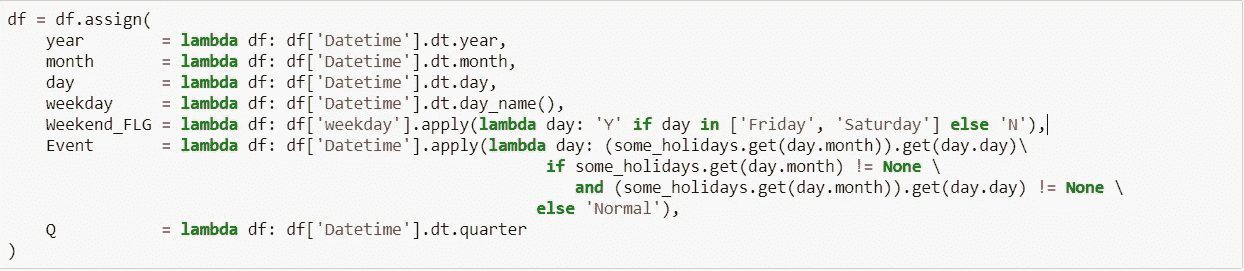 df = df.assign(
    year        = lambda df: df['Datetime'].dt.year,
    month       = lambda df: df['Datetime'].dt.month,
    day         = lambda df: df['Datetime'].dt.day,
    weekday     = lambda df: df['Datetime'].dt.day_name(),
    Weekend_FLG = lambda df: df['weekday'].apply(lambda day: 'Y' if day in ['Friday', 'Saturday'] else 'N'),
    Event       = lambda df: df['Datetime'].apply(lambda day: (some_holidays.get(day.month)).get(day.day)\
                                                    if some_holidays.get(day.month) != None \
                                                       and (some_holidays.get(day.month)).get(day.day) != None \
                                                   else 'Normal'),
    Q           = lambda df: df['Datetime'].dt.quarter
)